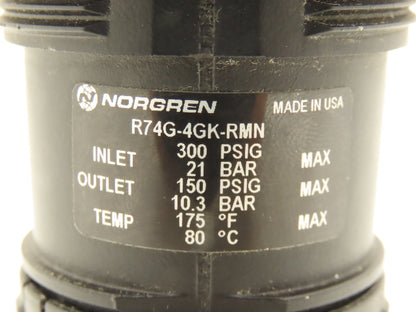 NORGREN MADE IN USA
R74G-4GK-RMN
INLET 300 PSIG MAX
21 BAR
OUTLET 150 PSIG MAX
10.3 BAR
TEMP 175 °F MAX
80 °C